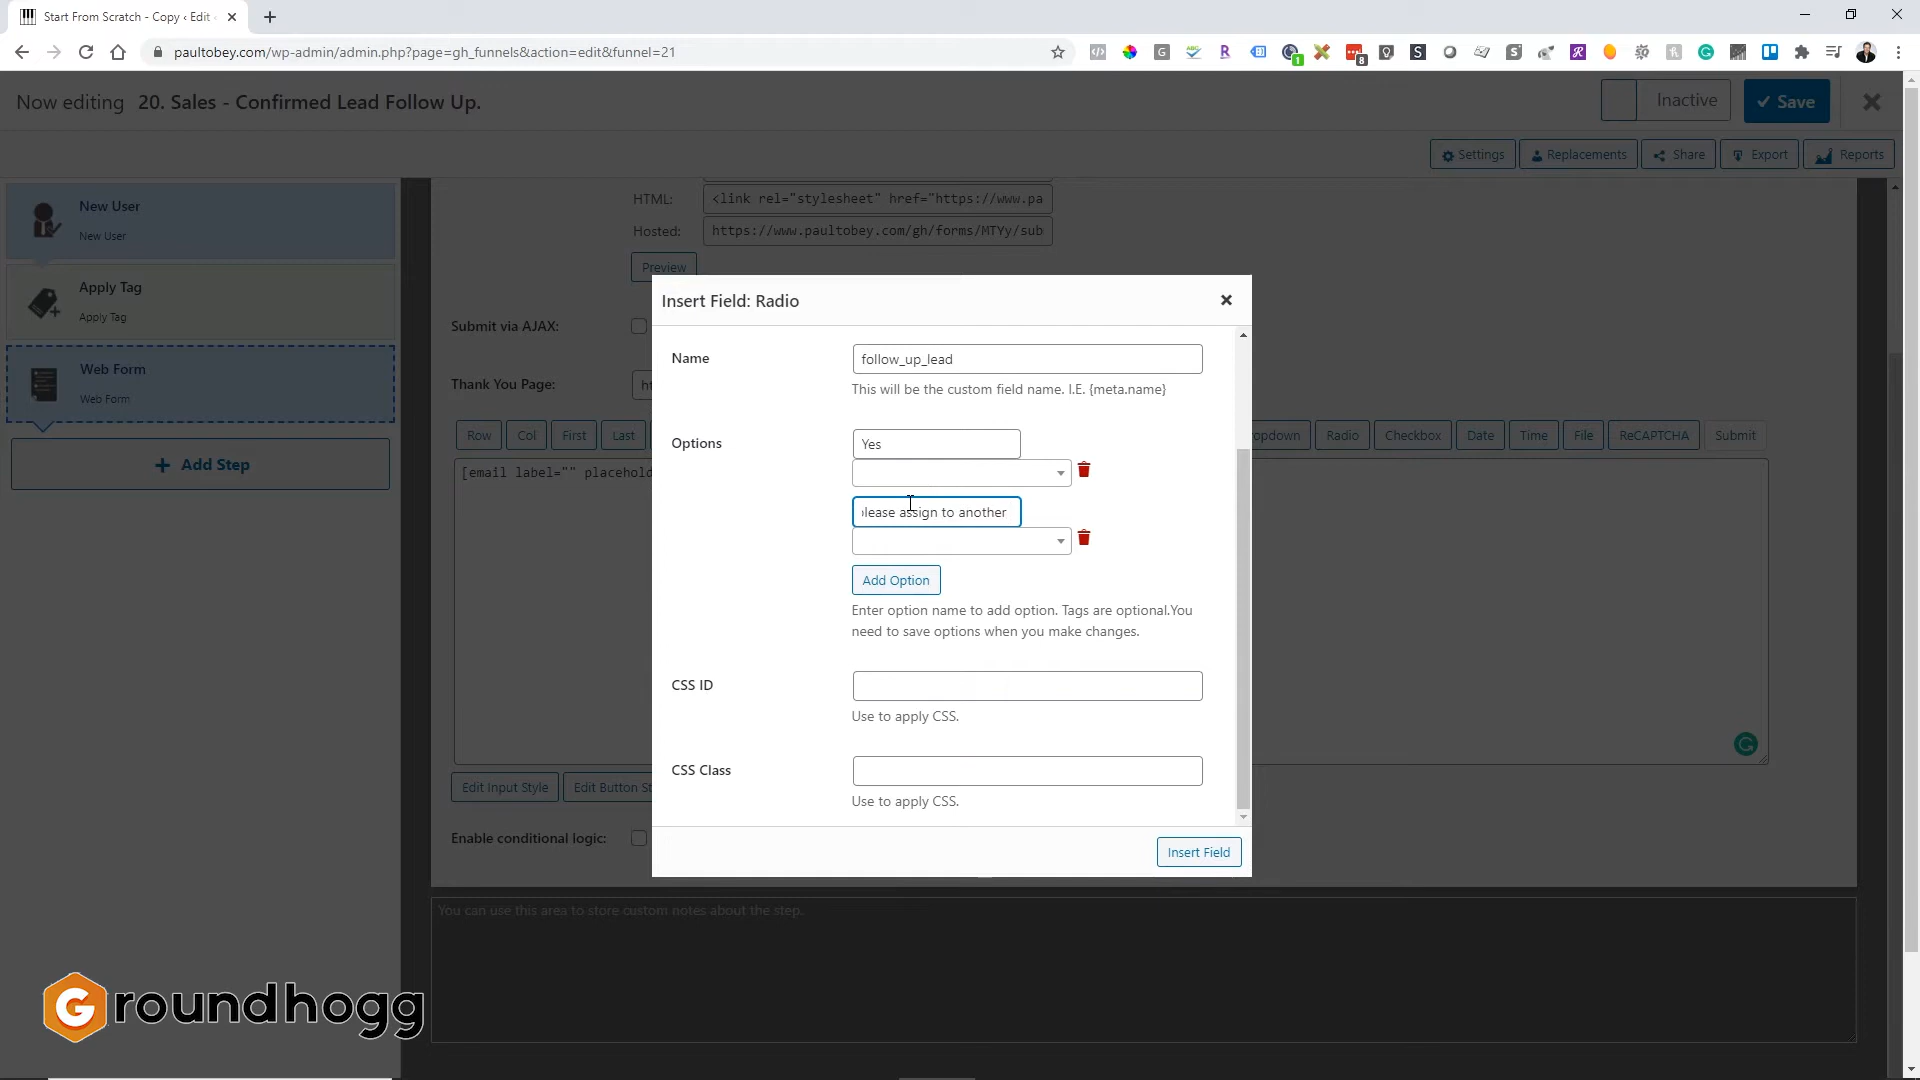 Start From Scratch - Copy ‹ Edit
paultobey.com/wp-admin/admin.php?page=gh_funnels&action=edit&funnel=21
Now editing 20. Sales - Confirmed Lead Follow Up.
Inactive
Save
Settings
Replacements
Share
Export
Reports
New User
New User
Apply Tag
Apply Tag
Web Form
Web Form
Add Step
HTML: <link rel="stylesheet" href="https://www.pa
Hosted: https://www.paultobey.com/gh/forms/MTYy/sub
Preview
Submit via AJAX:
Thank You Page:
Row
Col
First
Last
opdown
Radio
Checkbox
Date
Time
File
ReCAPTCHA
Submit
[email label="" placehold
Edit Input Style
Edit Button St
Enable conditional logic:
You can use this area to store custom notes about the step.
Insert Field: Radio
Name
follow_up_lead
This will be the custom field name. I.E. {meta.name}
Options
Yes
please assign to another
Add Option
Enter option name to add option. Tags are optional.You
need to save options when you make changes.
CSS ID
Use to apply CSS.
CSS Class
Use to apply CSS.
Insert Field
Groundhogg